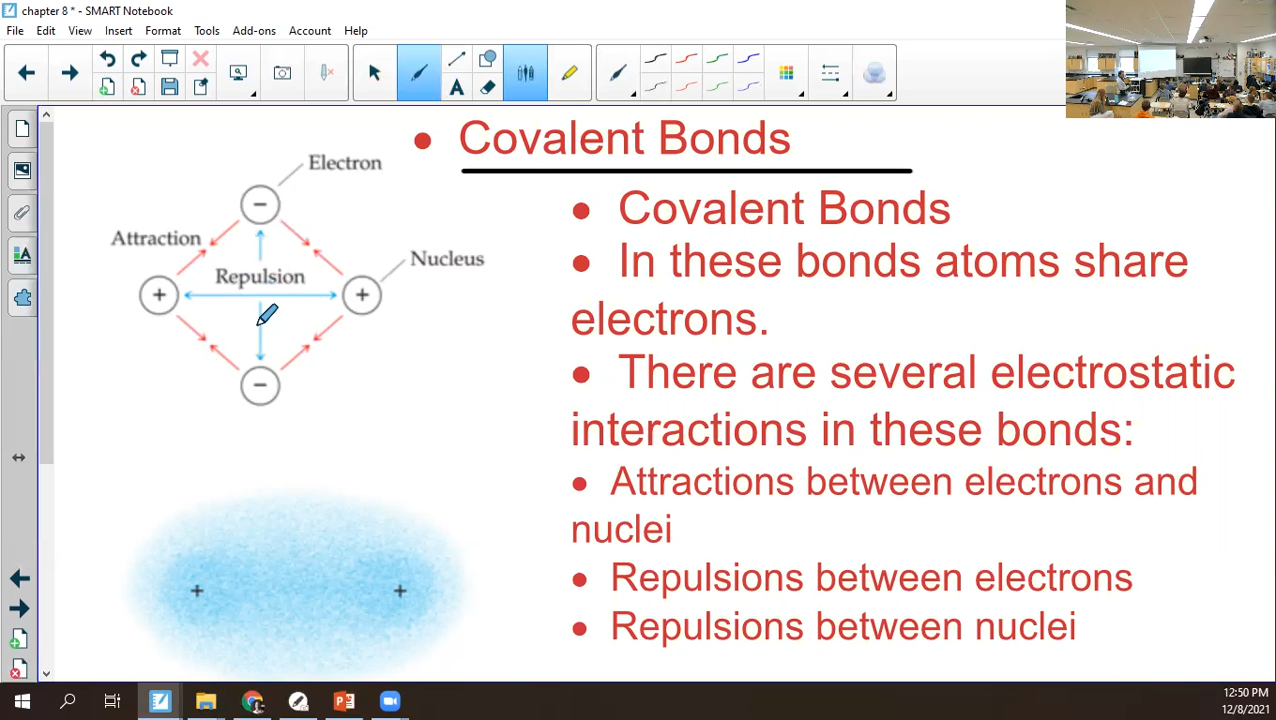 chapter 8 * - SMART Notebook
File Edit View Insert Format Tools Add-ons Account Help
A
• Covalent Bonds
Electron
−
• Covalent Bonds
Attraction
Repulsion
Nucleus
• In these bonds atoms share
electrons.
+ +
−
• There are several electrostatic
interactions in these bonds:
• Attractions between electrons and
nuclei
+ +
• Repulsions between electrons
• Repulsions between nuclei
12:50 PM
12/8/2021